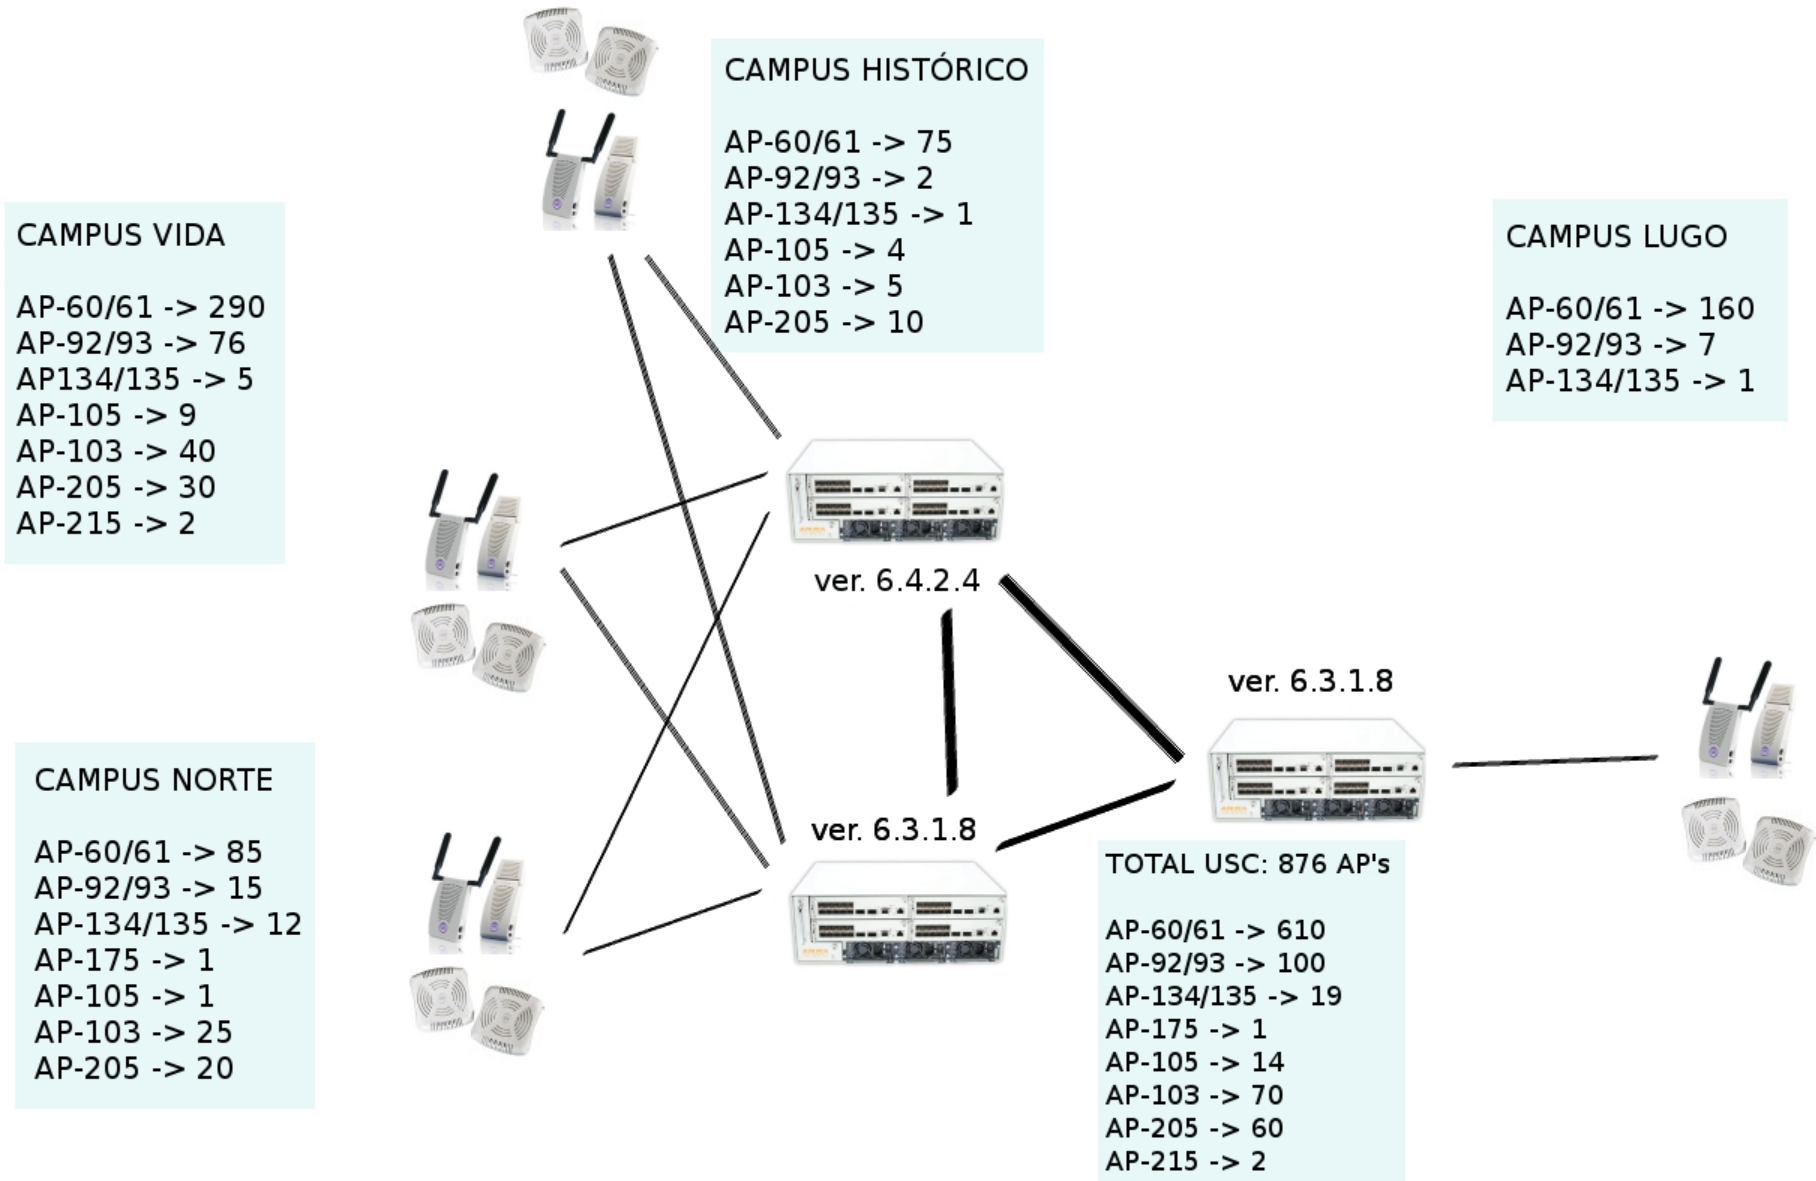 CAMPUS HISTÓRICO
AP-60/61 -> 75
AP-92/93 -> 2
AP-134/135 -> 1
AP-105 -> 4
AP-103 -> 5
AP-205 -> 10
CAMPUS VIDA
AP-60/61 -> 290
AP-92/93 -> 76
AP134/135 -> 5
AP-105 -> 9
AP-103 -> 40
AP-205 -> 30
AP-215 -> 2
CAMPUS LUGO
AP-60/61 -> 160
AP-92/93 -> 7
AP-134/135 -> 1
ver. 6.4.2.4
ver. 6.3.1.8
CAMPUS NORTE
AP-60/61 -> 85
AP-92/93 -> 15
AP-134/135 -> 12
AP-175 -> 1
AP-105 -> 1
AP-103 -> 25
AP-205 -> 20
ver. 6.3.1.8
TOTAL USC: 876 AP's
AP-60/61 -> 610
AP-92/93 -> 100
AP-134/135 -> 19
AP-175 -> 1
AP-105 -> 14
AP-103 -> 70
AP-205 -> 60
AP-215 -> 2